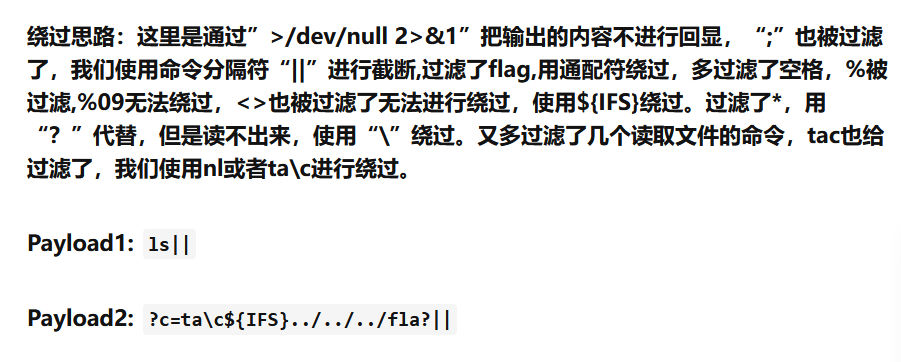 绕过思路：这里是通过”>/dev/null 2>&1”把输出的内容不进行回显，“;”也被过滤
了，我们使用命令分隔符“||”进行截断,过滤了flag,用通配符绕过，多过滤了空格，%被
过滤,%09无法绕过，<>也被过滤了无法进行绕过，使用${IFS}绕过。过滤了*，用
“？”代替，但是读不出来，使用“\”绕过。又多过滤了几个读取文件的命令，tac也给
过滤了，我们使用nl或者ta\c进行绕过。
Payload1: ls||
Payload2: ?c=ta\c${IFS}../../../fla?||